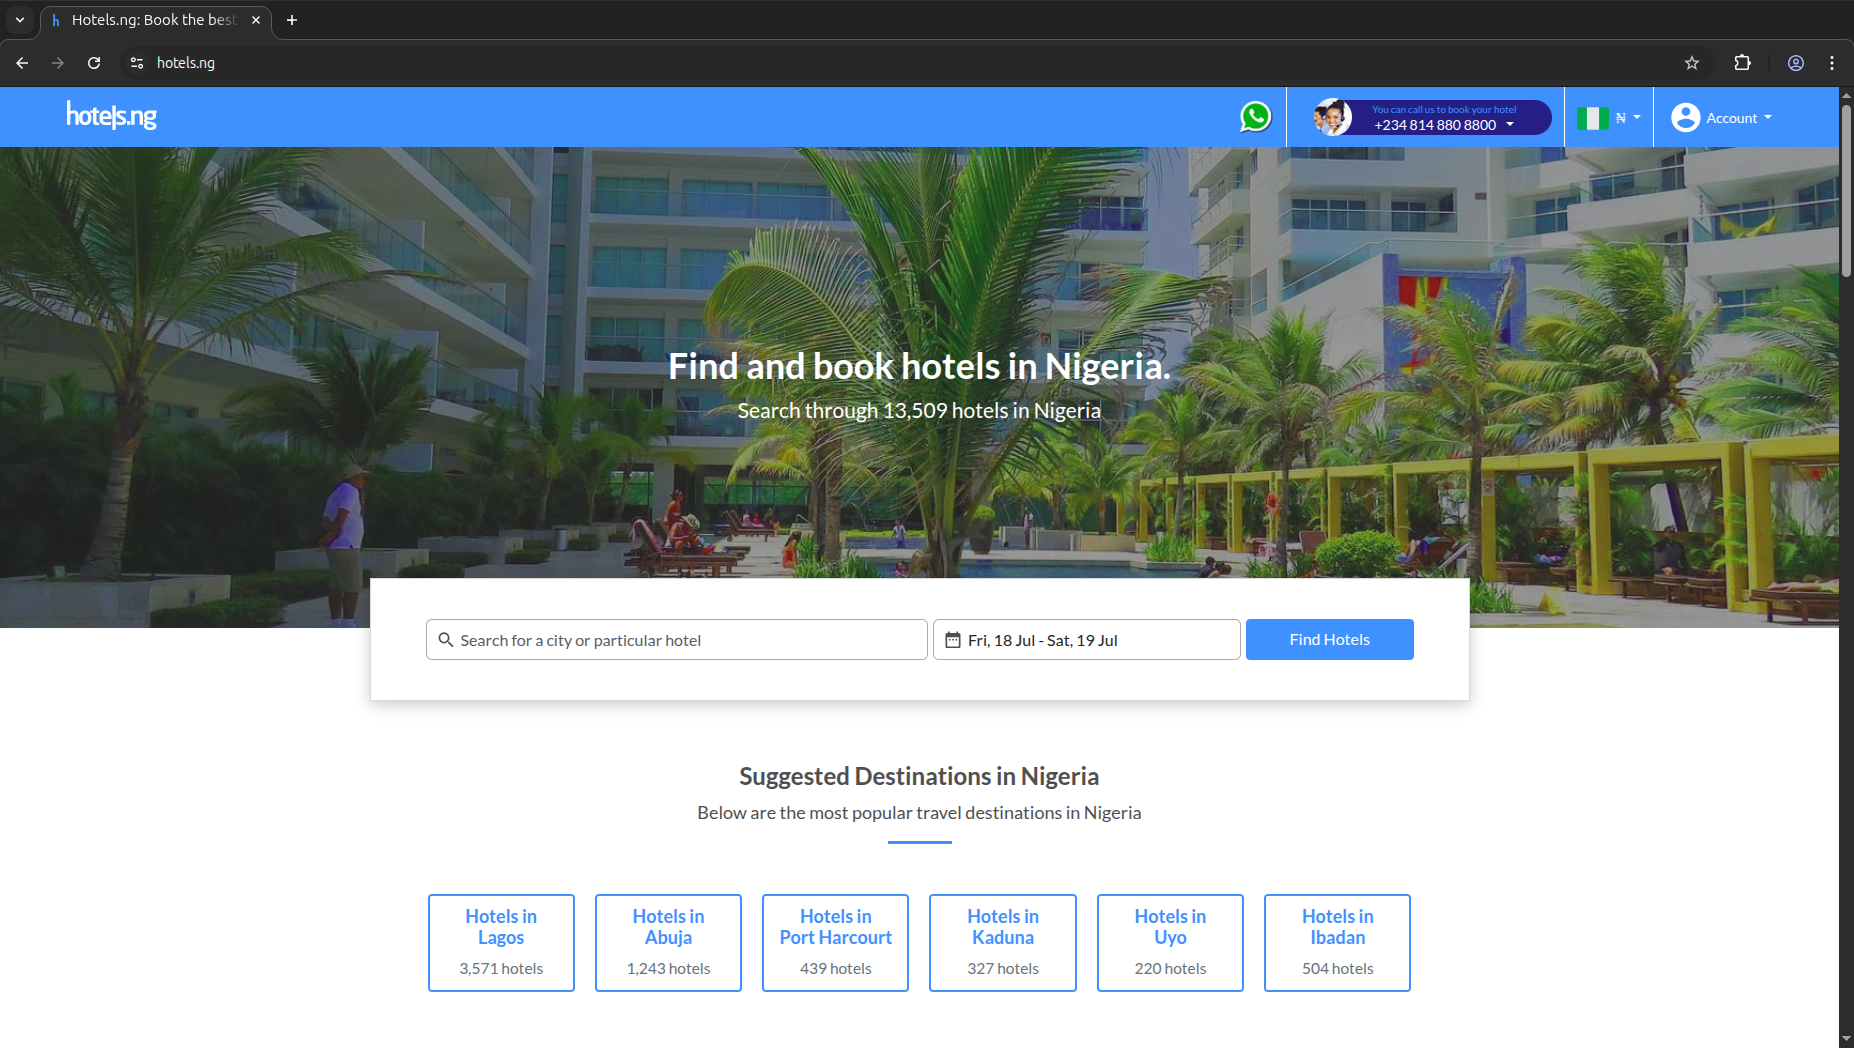 Hotels.ng: Book the best
hotels.ng
hotels.ng
You can call us to book your hotel
+234 814 880 8800
₦
Account
Find and book hotels in Nigeria.
Search through 13,509 hotels in Nigeria
Search for a city or particular hotel
Fri, 18 Jul - Sat, 19 Jul
Find Hotels
Suggested Destinations in Nigeria
Below are the most popular travel destinations in Nigeria
Hotels in
Lagos
3,571 hotels
Hotels in
Abuja
1,243 hotels
Hotels in
Port Harcourt
439 hotels
Hotels in
Kaduna
327 hotels
Hotels in
Uyo
220 hotels
Hotels in
Ibadan
504 hotels